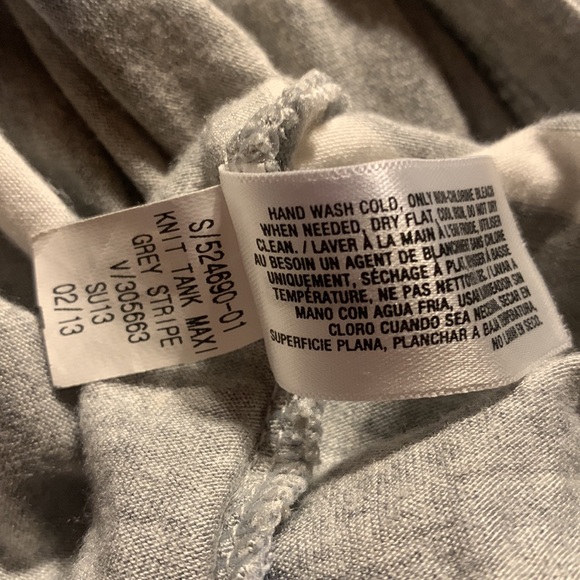 S/524690-01
KNIT TANK MAXI
GREY STRIPE
V/305663
SU13
02/13
HAND WASH COLD, ONLY NON-CHLORINE BLEACH
WHEN NEEDED, DRY FLAT, COOL IRON, DO NOT DRY
CLEAN. / LAVER À LA MAIN À L'EAU FROIDE, UTILISER
AU BESOIN UN AGENT DE BLANCHIMENT SANS CHLORE
UNIQUEMENT, SÉCHAGE À PLAT, REPASSER À BASSE
TEMPÉRATURE, NE PAS NETTOYER À SEC. / LAVAR A
MANO CON AGUA FRIA, USAR BLANQUEADOR SIN
CLORO CUANDO SEA NECESARIO, SECAR EN
SUPERFICIE PLANA, PLANCHAR A BAJA TEMPERATURA,
NO LAVAR EN SECO.